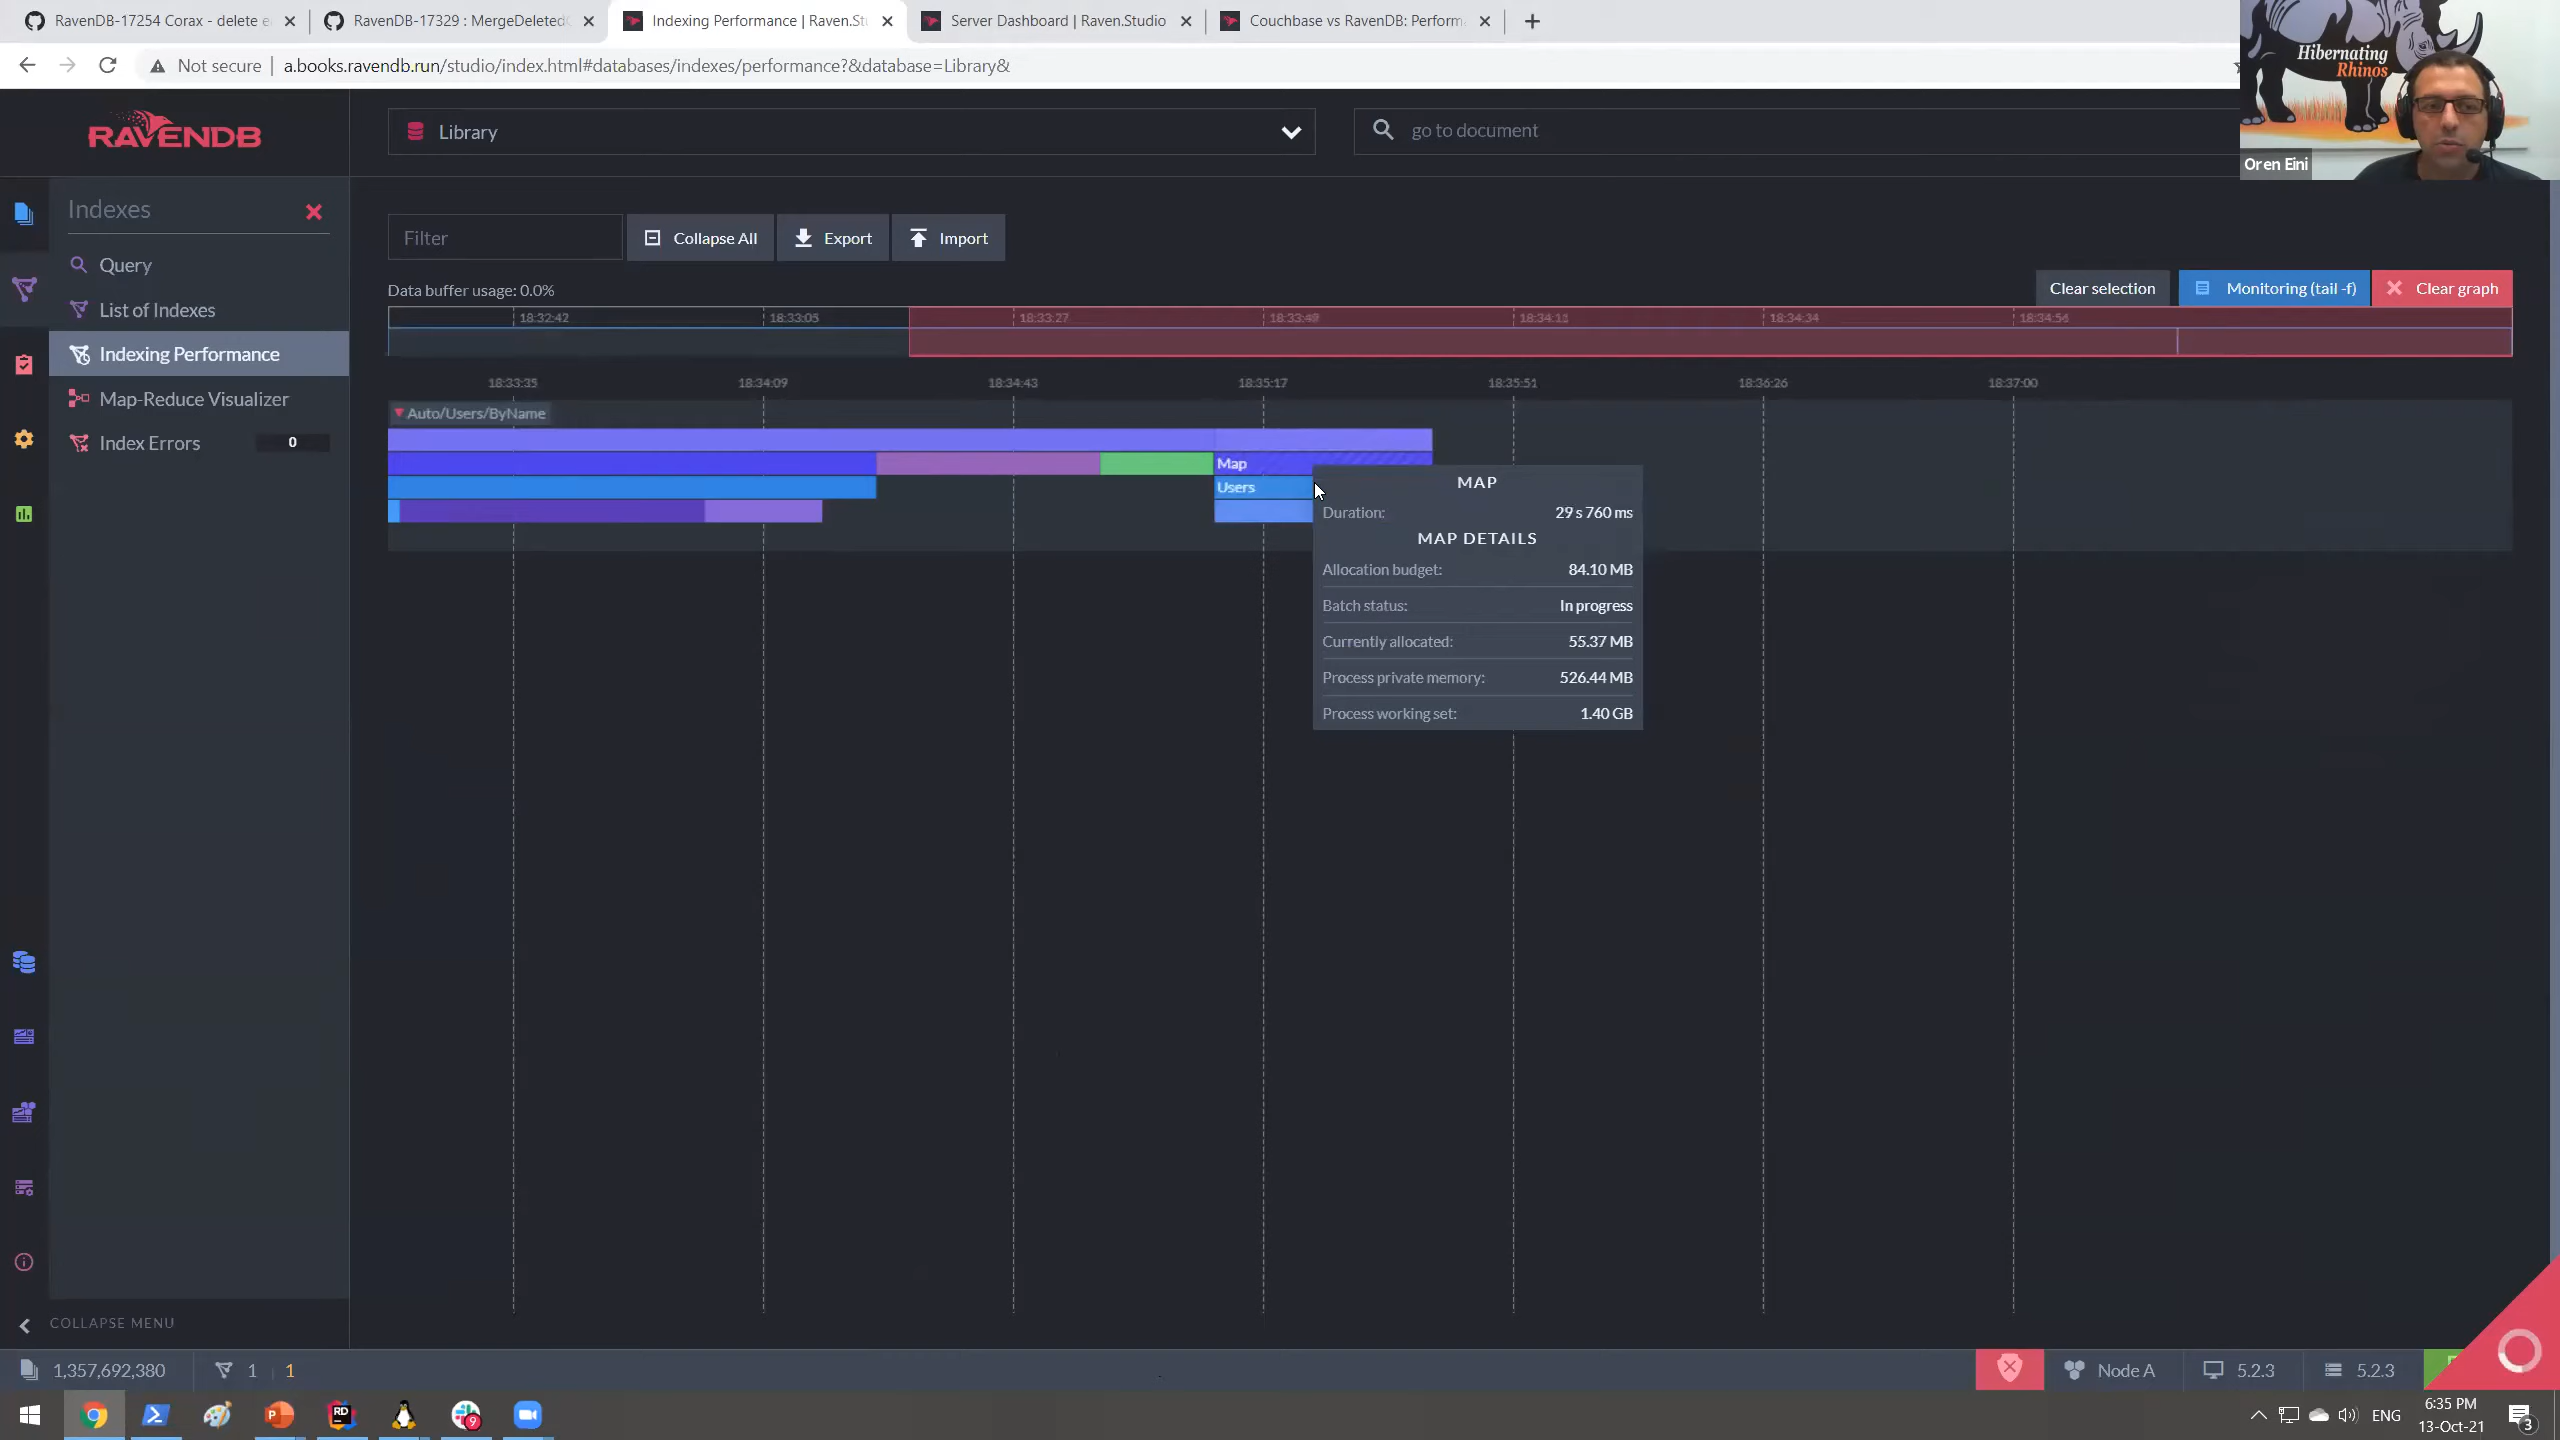 RavenDB-17254 Corax - delete e
RavenDB-17329 : MergeDeleted
Indexing Performance | Raven.St
Server Dashboard | Raven.Studio
Couchbase vs RavenDB: Perform
Not secure
a.books.ravendb.run/studio/index.html#databases/indexes/performance?&database=Library&
Hibernating
Rhinos
Oren Eini
RAVENDB
Library
go to document
Indexes
Query
List of Indexes
Indexing Performance
Map-Reduce Visualizer
Index Errors 0
Filter
Collapse All
Export
Import
Data buffer usage: 0.0%
Clear selection
Monitoring (tail -f)
Clear graph
18:32:42 18:33:05 18:33:27 18:33:49 18:34:11 18:34:34 18:34:56
18:33:35 18:34:09 18:34:43 18:35:17 18:35:51 18:36:26 18:37:00
Auto/Users/ByName
Map
Users
MAP
Duration: 29 s 760 ms
MAP DETAILS
Allocation budget: 84.10 MB
Batch status: In progress
Currently allocated: 55.37 MB
Process private memory: 526.44 MB
Process working set: 1.40 GB
COLLAPSE MENU
1,357,692,380
1 1
Node A
5.2.3
5.2.3
RD
9
ENG
6:35 PM
13-Oct-21
3